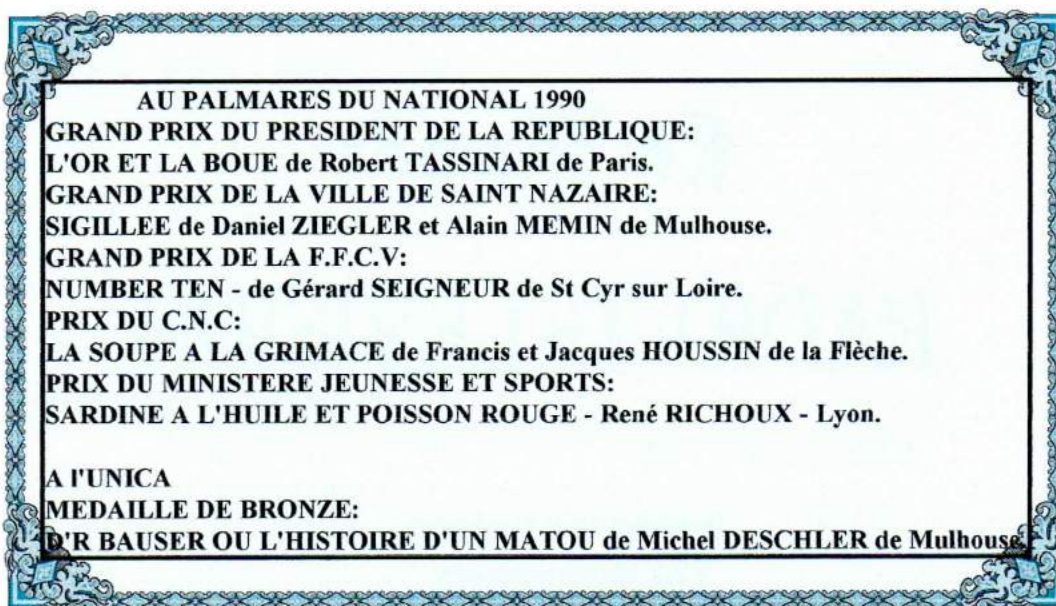 AU PALMARES DU NATIONAL 1990
GRAND PRIX DU PRESIDENT DE LA REPUBLIQUE:
L'OR ET LA BOUE de Robert TASSINARI de Paris.
GRAND PRIX DE LA VILLE DE SAINT NAZAIRE:
SIGILLEE de Daniel ZIEGLER et Alain MEMIN de Mulhouse.
GRAND PRIX DE LA F.F.C.V:
NUMBER TEN - de Gérard SEIGNEUR de St Cyr sur Loire.
PRIX DU C.N.C:
LA SOUPE A LA GRIMACE de Francis et Jacques HOUSSIN de la Flèche.
PRIX DU MINISTERE JEUNESSE ET SPORTS:
SARDINE A L'HUILE ET POISSON ROUGE - René RICHOUX - Lyon.
A l'UNICA
MEDAILLE DE BRONZE:
D'R BAUSER OU L'HISTOIRE D'UN MATOU de Michel DESCHLER de Mulhouse.